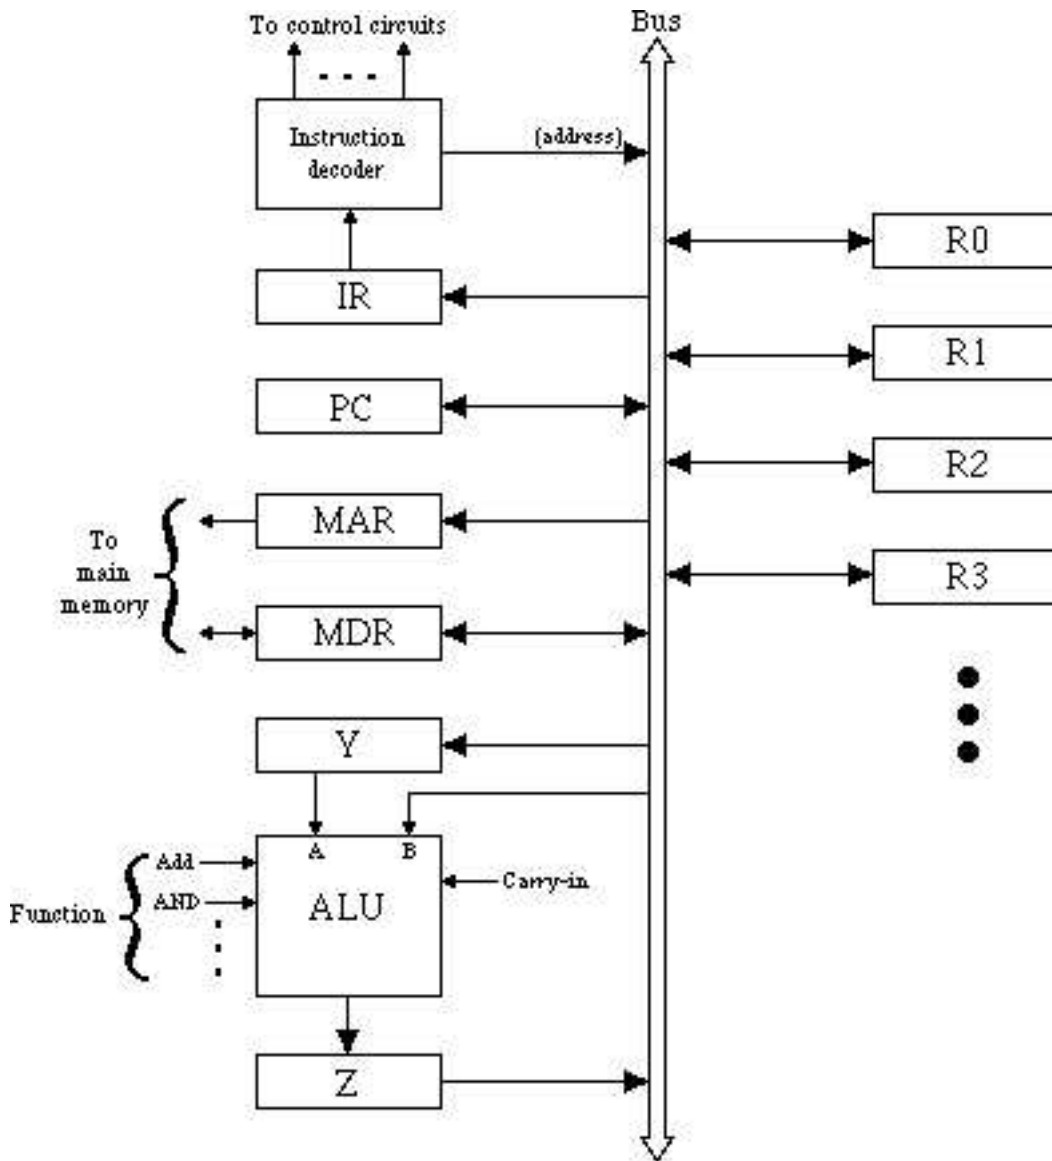 To control circuits
Bus
Instruction
decoder
(address)
R0
IR
R1
PC
R2
MAR
To
main
memory
R3
MDR
Y
A
B
Add
Carry-in
AND
ALU
Function
Z